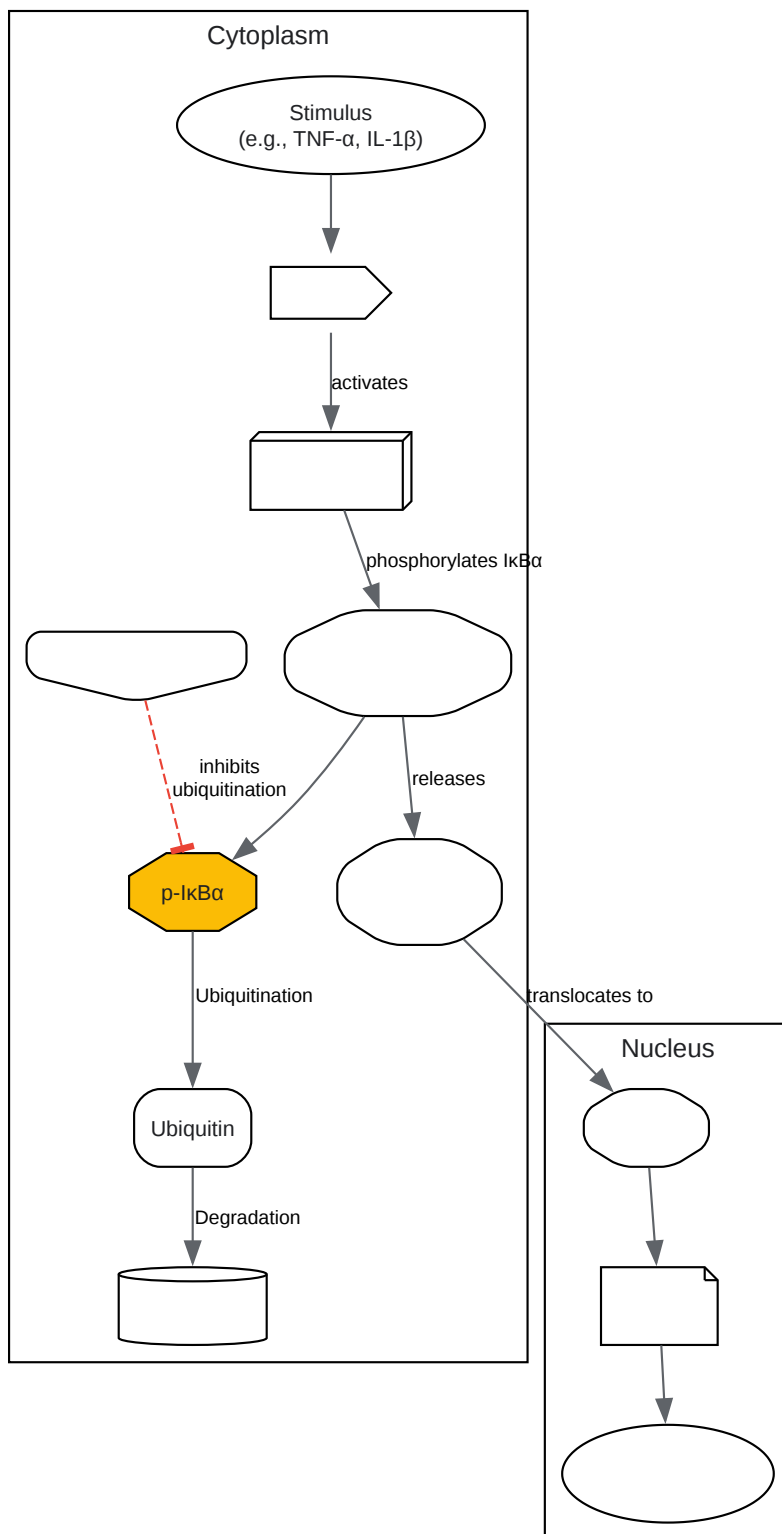 Cytoplasm
Stimulus
(e.g., TNF-α, IL-1β)
activates
phosphorylates IκBα
inhibits
ubiquitination
releases
p-IκBα
Ubiquitination
translocates to
Nucleus
Ubiquitin
Degradation